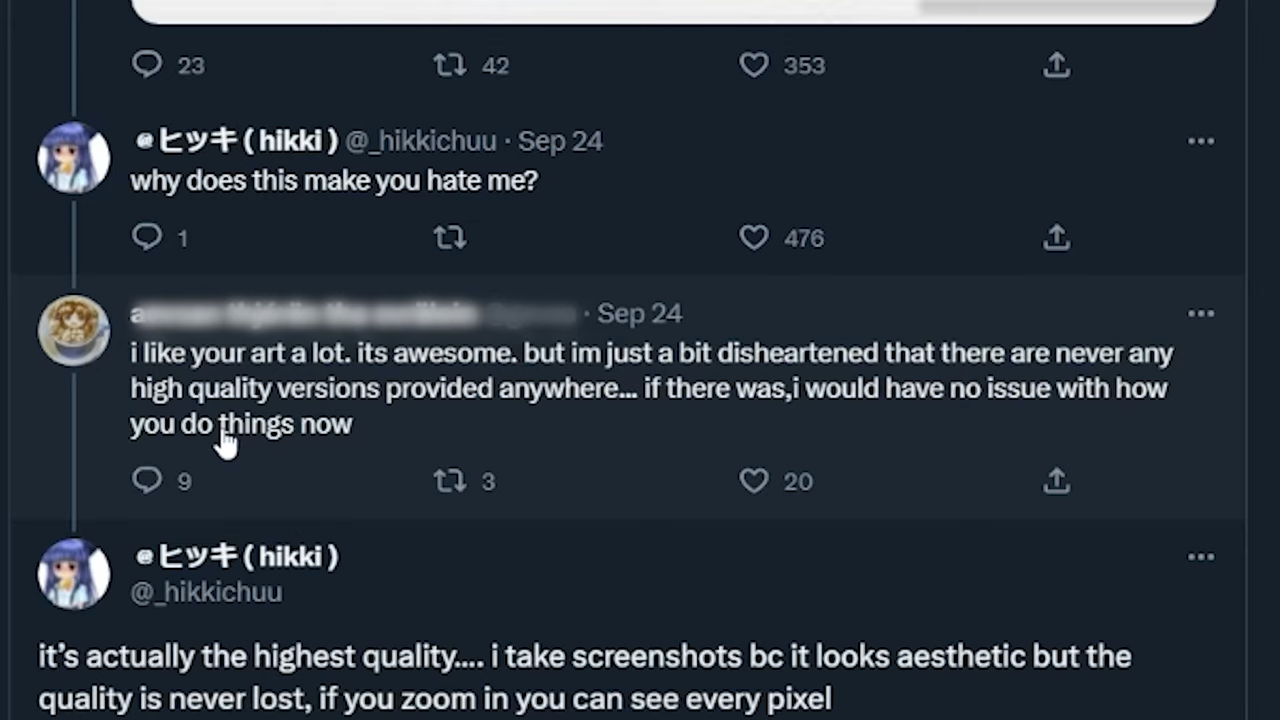 23 42 353
@ヒッキ ( hikki ) @_hikkichuu · Sep 24
why does this make you hate me?
1 476
· Sep 24
i like your art a lot. its awesome. but im just a bit disheartened that there are never any
high quality versions provided anywhere... if there was,i would have no issue with how
you do things now
9 3 20
@ヒッキ ( hikki )
@_hikkichuu
it's actually the highest quality.... i take screenshots bc it looks aesthetic but the
quality is never lost, if you zoom in you can see every pixel